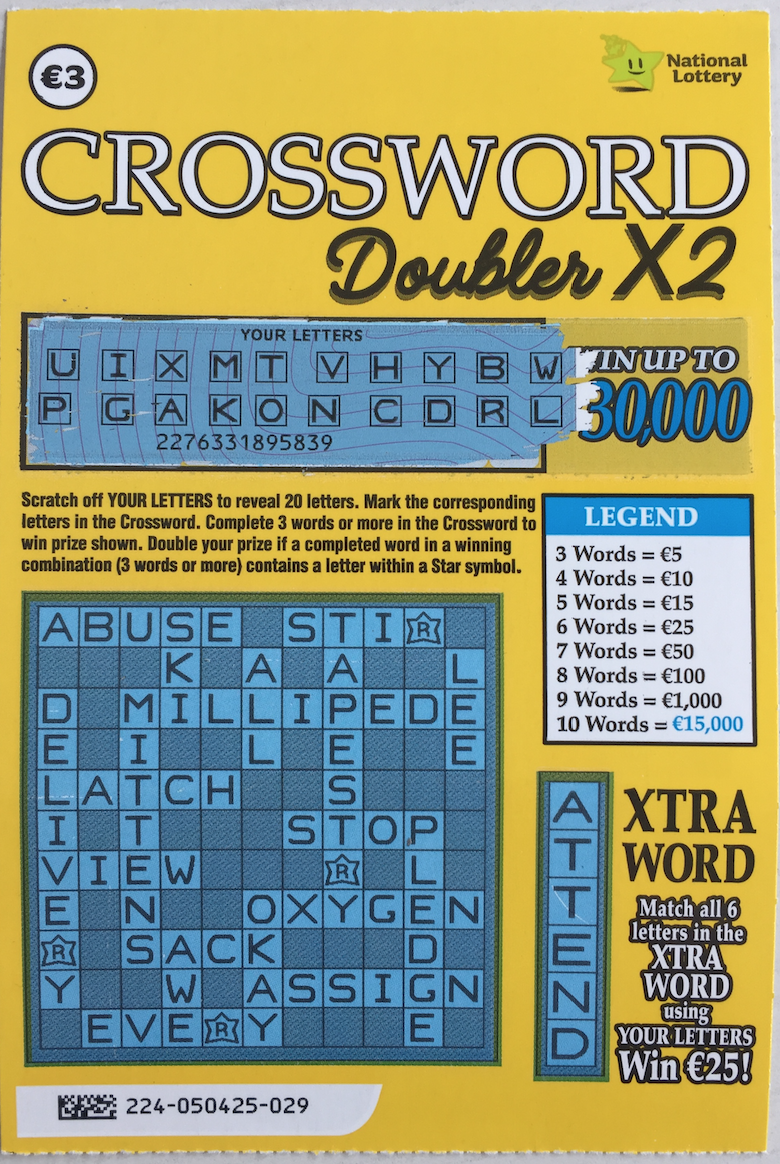 €3
National
Lottery
CROSSWORD
Doubler X2
YOUR LETTERS
U I X M T V H Y B W
P G A K O N C D R L
2276331895839
WIN UP TO
30,000
Scratch off YOUR LETTERS to reveal 20 letters. Mark the corresponding
letters in the Crossword. Complete 3 words or more in the Crossword to
win prize shown. Double your prize if a completed word in a winning
combination (3 words or more) contains a letter within a Star symbol.
LEGEND
3 Words = €5
4 Words = €10
5 Words = €15
6 Words = €25
7 Words = €50
8 Words = €100
9 Words = €1,000
10 Words = €15,000
ABUSE STIR
K A A L
D MILLIPEDE
E I L E E
LATCH S
I T STOP
VIEW R L
E N OXYGEN
R SACK D
Y W ASSIGN
EVERY E
A
T
T
E
N
D
XTRA
WORD
Match all 6
letters in the
XTRA
WORD
using
YOUR LETTERS
Win €25!
224-050425-029